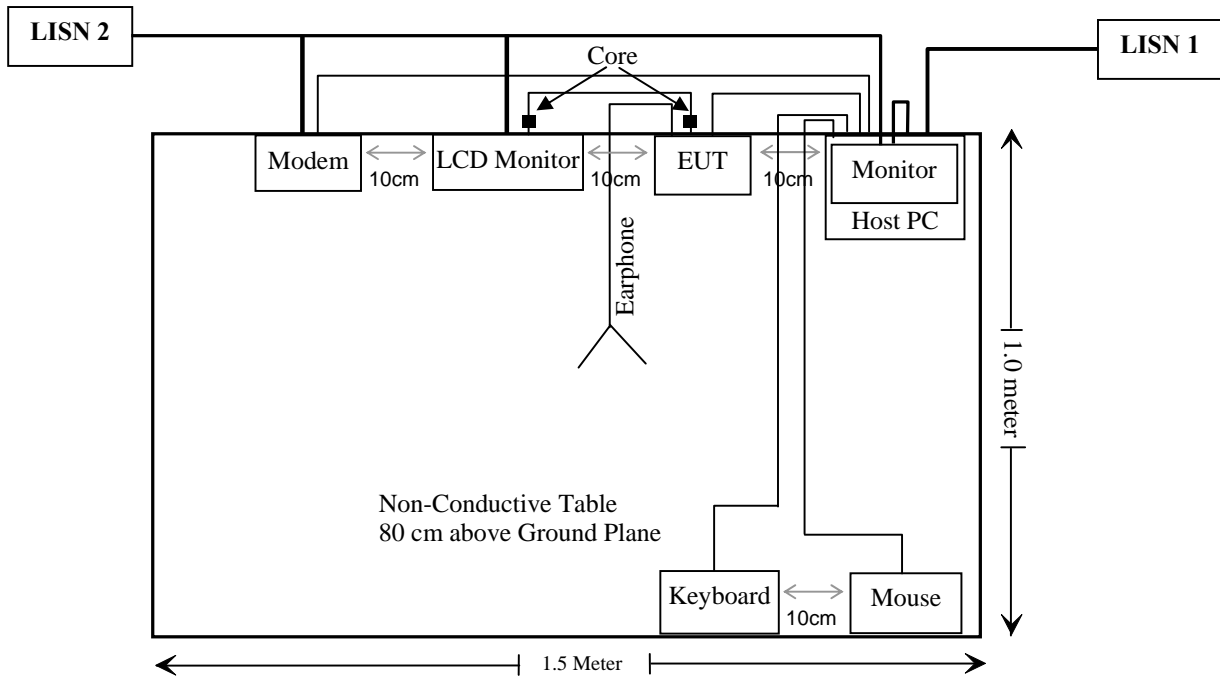 LISN 2
LISN 1
Core
Modem
10cm
LCD Monitor
10cm
EUT
10cm
Monitor
Host PC
Earphone
1.0 meter
Non-Conductive Table
80 cm above Ground Plane
Keyboard
10cm
Mouse
1.5 Meter